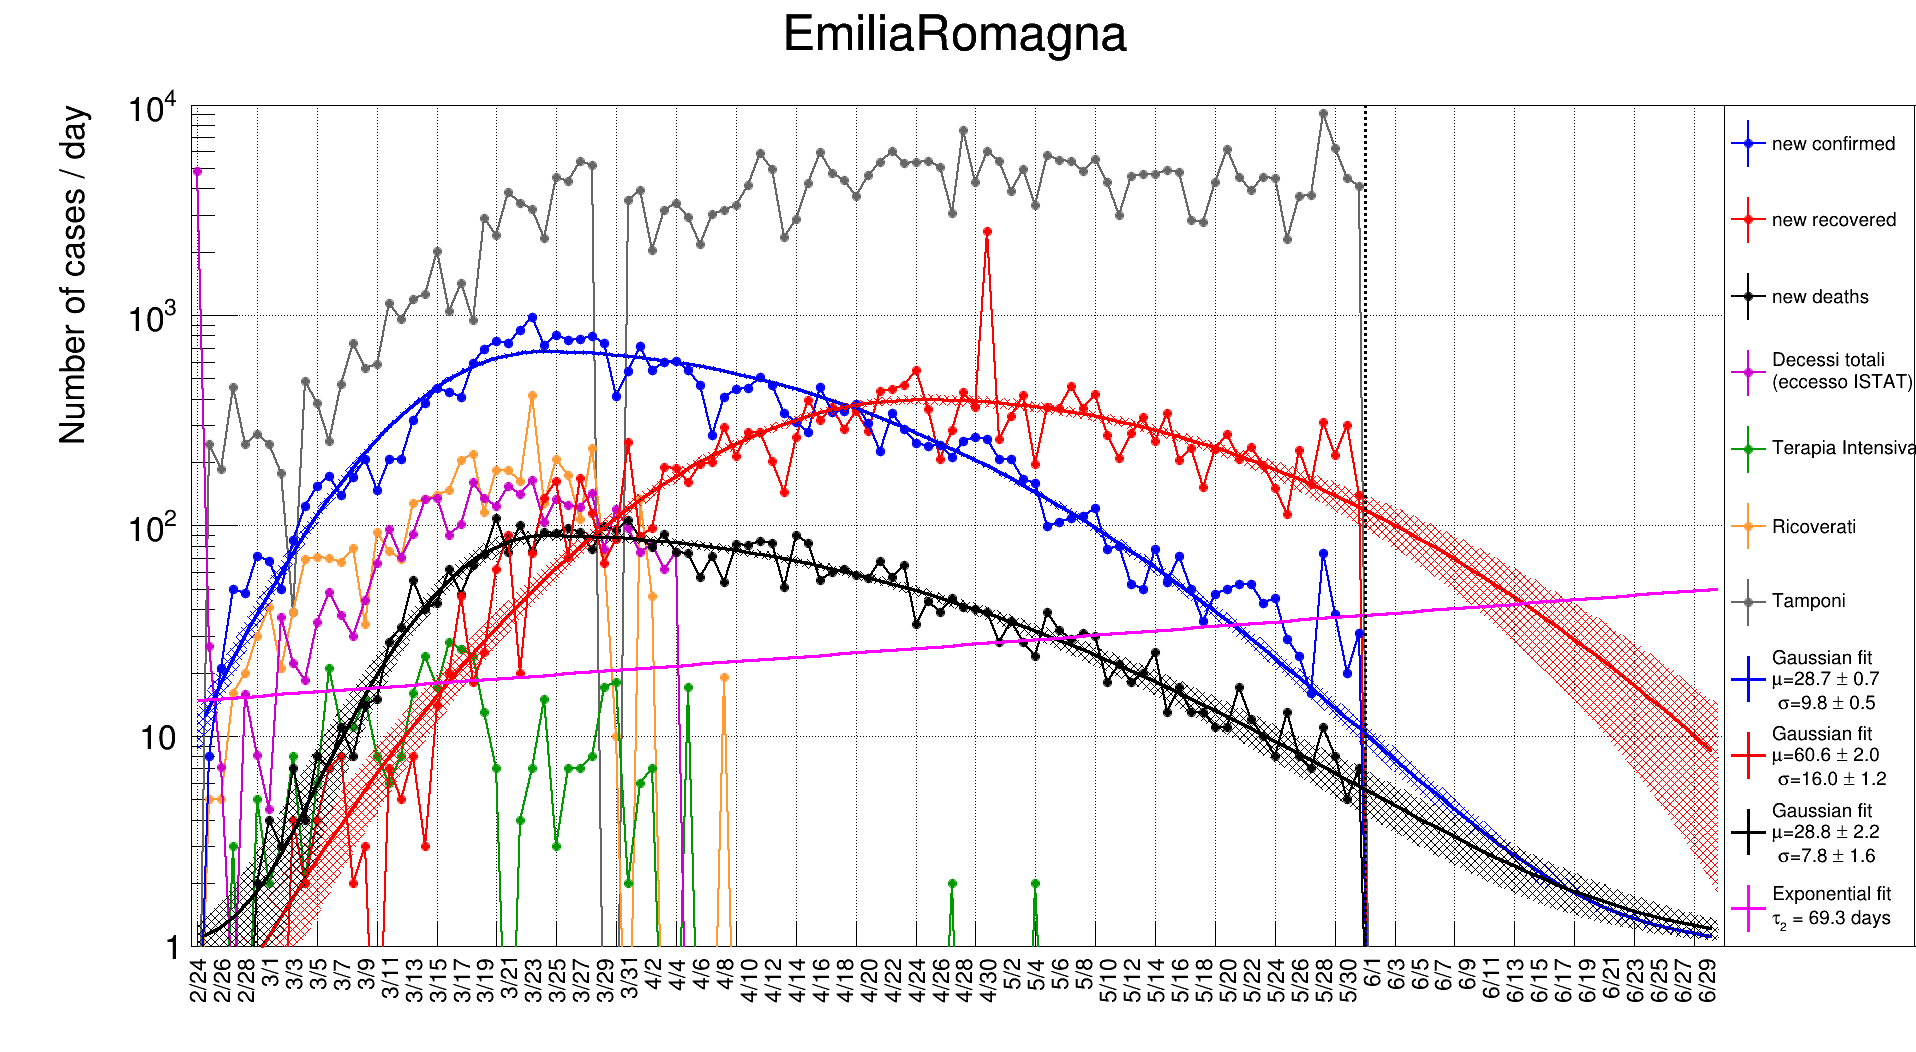 EmiliaRomagna
Number of cases / day
10^4
10^3
10^2
10
1
2/24 2/26 2/28 3/1 3/3 3/5 3/7 3/9 3/11 3/13 3/15 3/17 3/19 3/21 3/23 3/25 3/27 3/29 3/31 4/2 4/4 4/6 4/8 4/10 4/12 4/14 4/16 4/18 4/20 4/22 4/24 4/26 4/28 4/30 5/2 5/4 5/6 5/8 5/10 5/12 5/14 5/16 5/18 5/20 5/22 5/24 5/26 5/28 5/30 6/1 6/3 6/5 6/7 6/9 6/11 6/13 6/15 6/17 6/19 6/21 6/23 6/25 6/27 6/29
new confirmed
new recovered
new deaths
Decessi totali
(eccesso ISTAT)
Terapia Intensiva
Ricoverati
Tamponi
Gaussian fit
μ=28.7 ± 0.7
σ=9.8 ± 0.5
Gaussian fit
μ=60.6 ± 2.0
σ=16.0 ± 1.2
Gaussian fit
μ=28.8 ± 2.2
σ=7.8 ± 1.6
Exponential fit
τ₂ = 69.3 days